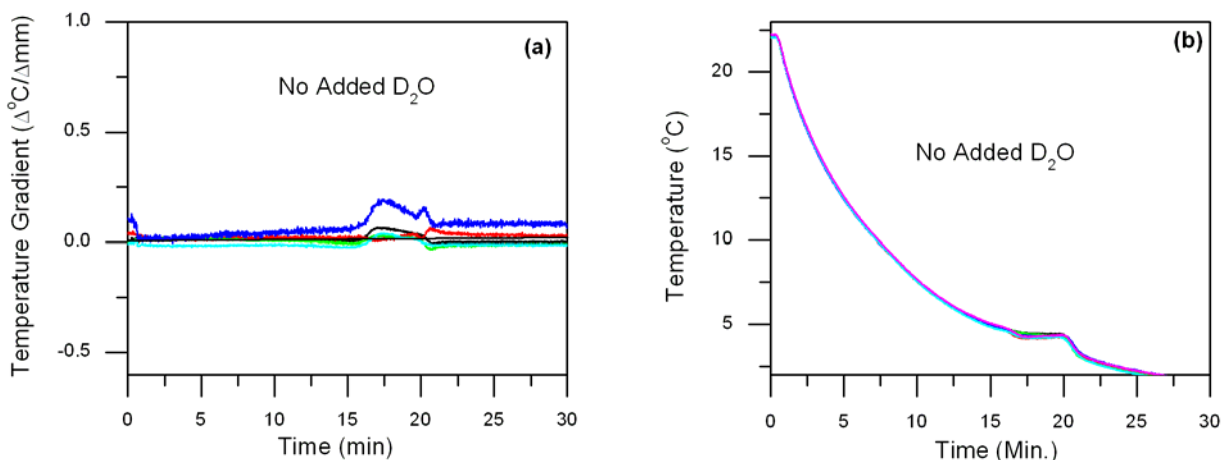 (a)
No Added D₂O
Temperature Gradient (Δ°C/Δmm)
1.0
0.5
0.0
-0.5
0 5 10 15 20 25 30
Time (min)
(b)
No Added D₂O
Temperature (°C)
20
15
10
5
0 5 10 15 20 25 30
Time (Min.)